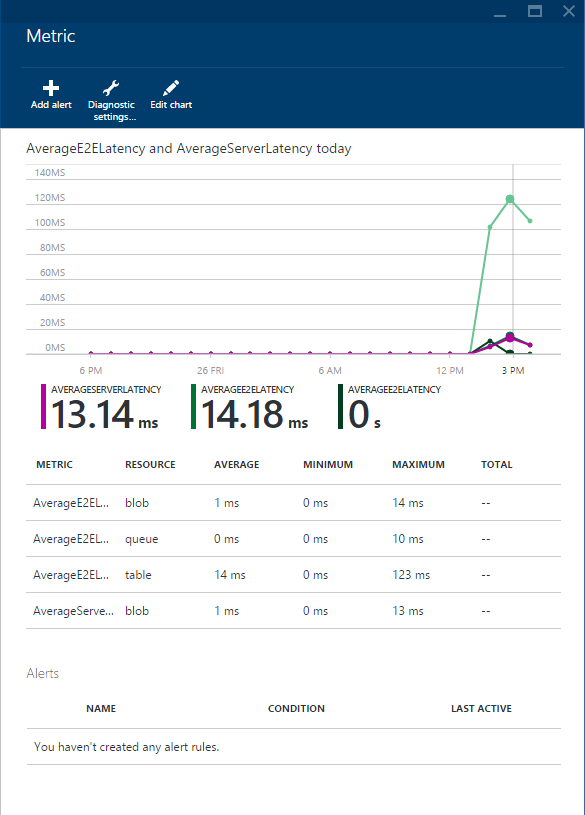 Metric
Add alert
Diagnostic
settings...
Edit chart
AverageE2ELatency and AverageServerLatency today
140MS
120MS
100MS
80MS
60MS
40MS
20MS
0MS
6 PM 26 FRI 6 AM 12 PM 3 PM
AVERAGESERVERLATENCY
13.14 ms
AVERAGEE2ELATENCY
14.18 ms
AVERAGEE2ELATENCY
0 s
METRIC RESOURCE AVERAGE MINIMUM MAXIMUM TOTAL
AverageE2EL... blob 1 ms 0 ms 14 ms --
AverageE2EL... queue 0 ms 0 ms 10 ms --
AverageE2EL... table 14 ms 0 ms 123 ms --
AverageServe... blob 1 ms 0 ms 13 ms --
Alerts
NAME CONDITION LAST ACTIVE
You haven't created any alert rules.